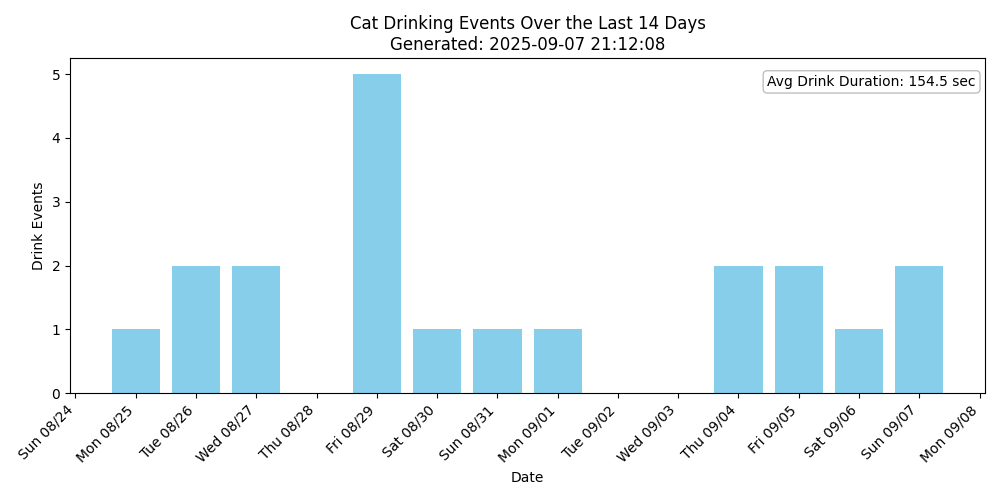 Cat Drinking Events Over the Last 14 Days
Generated: 2025-09-07 21:12:08
Avg Drink Duration: 154.5 sec
Drink Events
5
4
3
2
1
0
Sun 08/24
Mon 08/25
Tue 08/26
Wed 08/27
Thu 08/28
Fri 08/29
Sat 08/30
Sun 08/31
Mon 09/01
Tue 09/02
Wed 09/03
Thu 09/04
Fri 09/05
Sat 09/06
Sun 09/07
Mon 09/08
Date